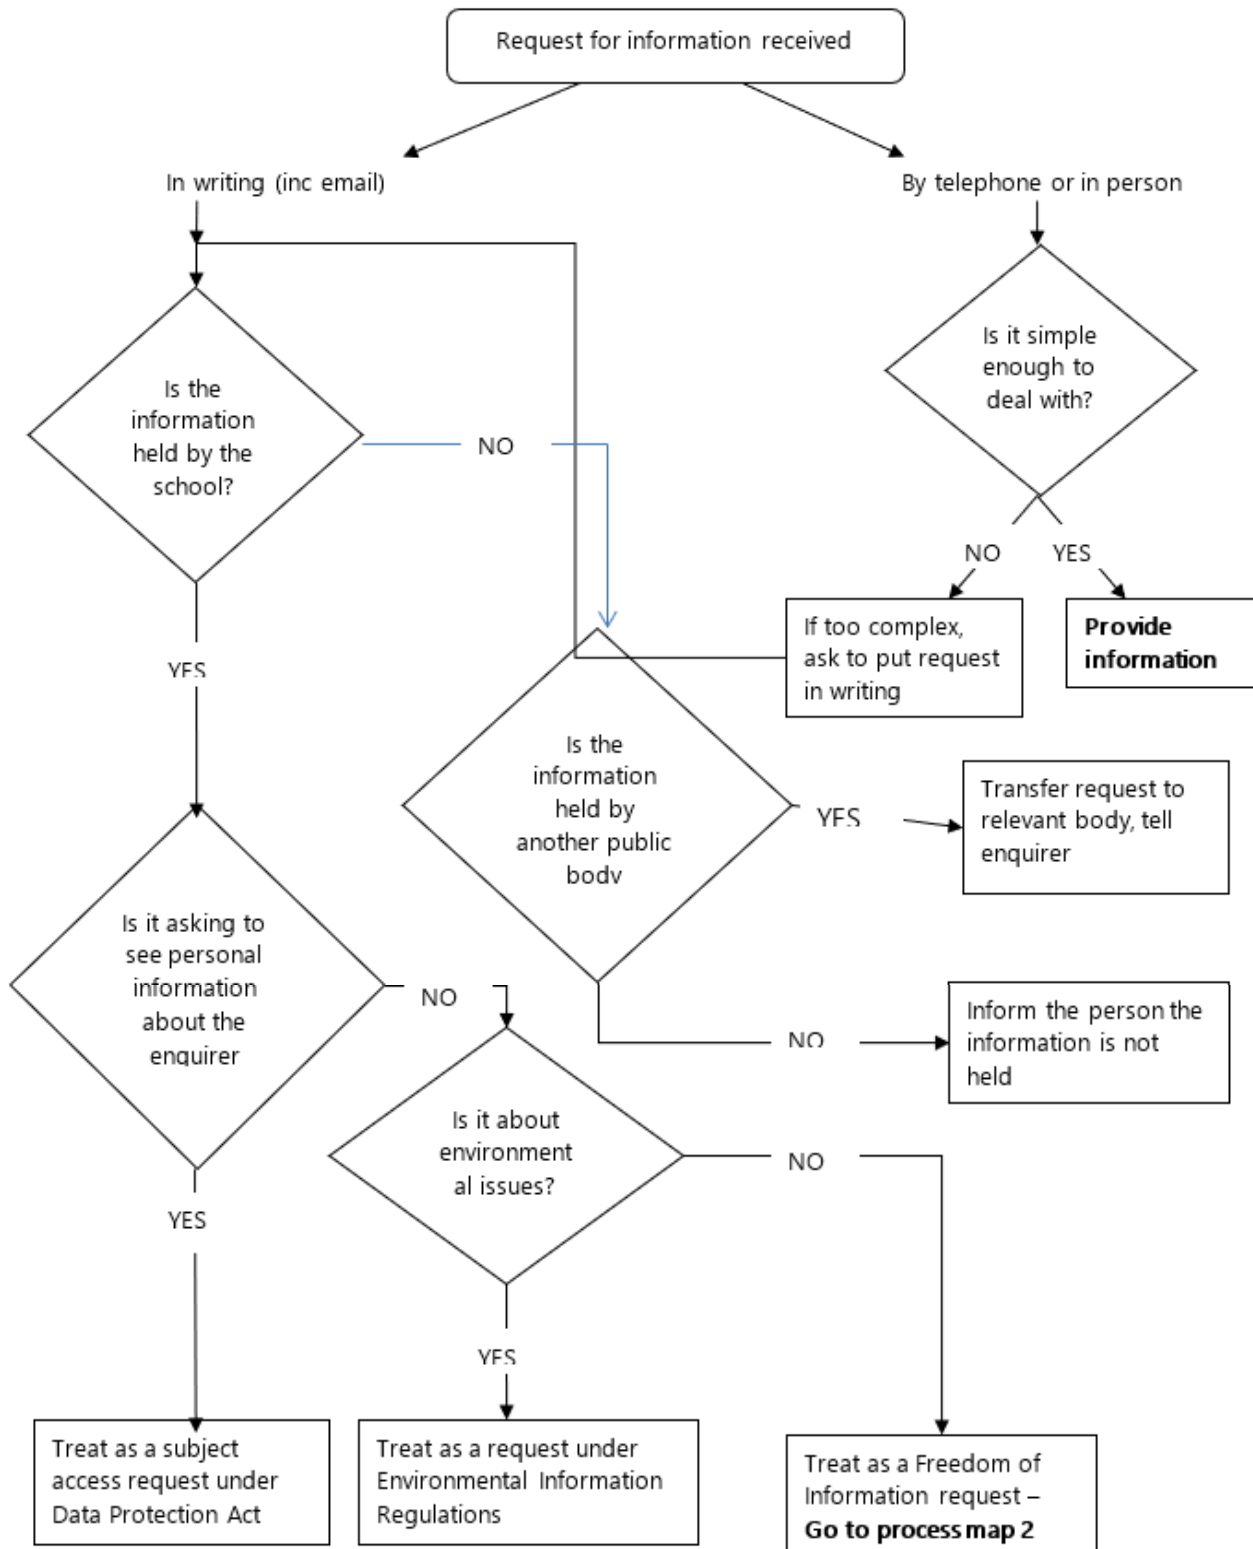 Request for information received
In writing (inc email)
By telephone or in person
Is it simple
enough to
deal with?
Is the
information
held by the
school?
NO
NO
YES
If too complex,
ask to put request
in writing
Provide
information
YES
Is the
information
held by
another public
body
YES
Transfer request to
relevant body, tell
enquirer
Is it asking to
see personal
information
about the
enquirer
NO
NO
Inform the person the
information is not
held
Is it about
environment
al issues?
NO
YES
YES
Treat as a subject
access request under
Data Protection Act
Treat as a request under
Environmental Information
Regulations
Treat as a Freedom of
Information request –
Go to process map 2